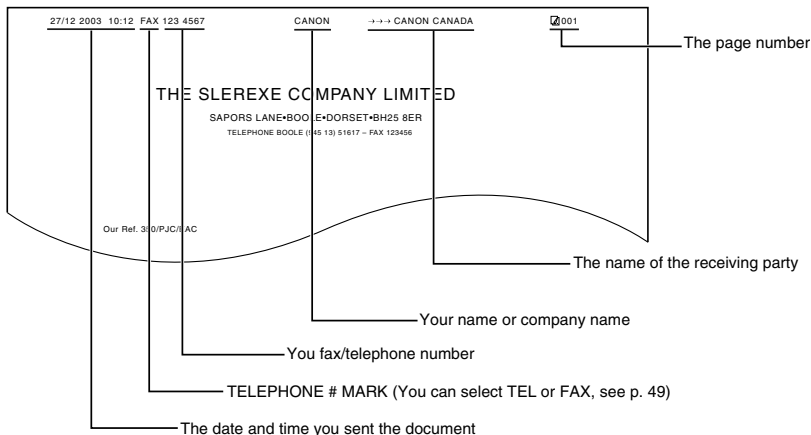 27/12 2003 10:12 FAX 123 4567 CANON →→→ CANON CANADA 001
The page number
THE SLEREXE COMPANY LIMITED
SAPORS LANE•BOOLE•DORSET•BH25 8ER
TELEPHONE BOOLE (945 13) 51617 – FAX 123456
Our Ref. 350/PJC/EAC
The name of the receiving party
Your name or company name
You fax/telephone number
TELEPHONE # MARK (You can select TEL or FAX, see p. 49)
The date and time you sent the document